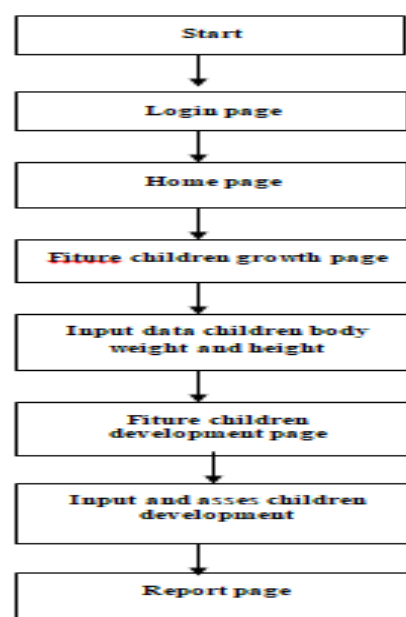 Start
Login page
Home page
Fiture children growth page
Input data children body
weight and height
Fiture children
development page
Input and asses children
development
Report page